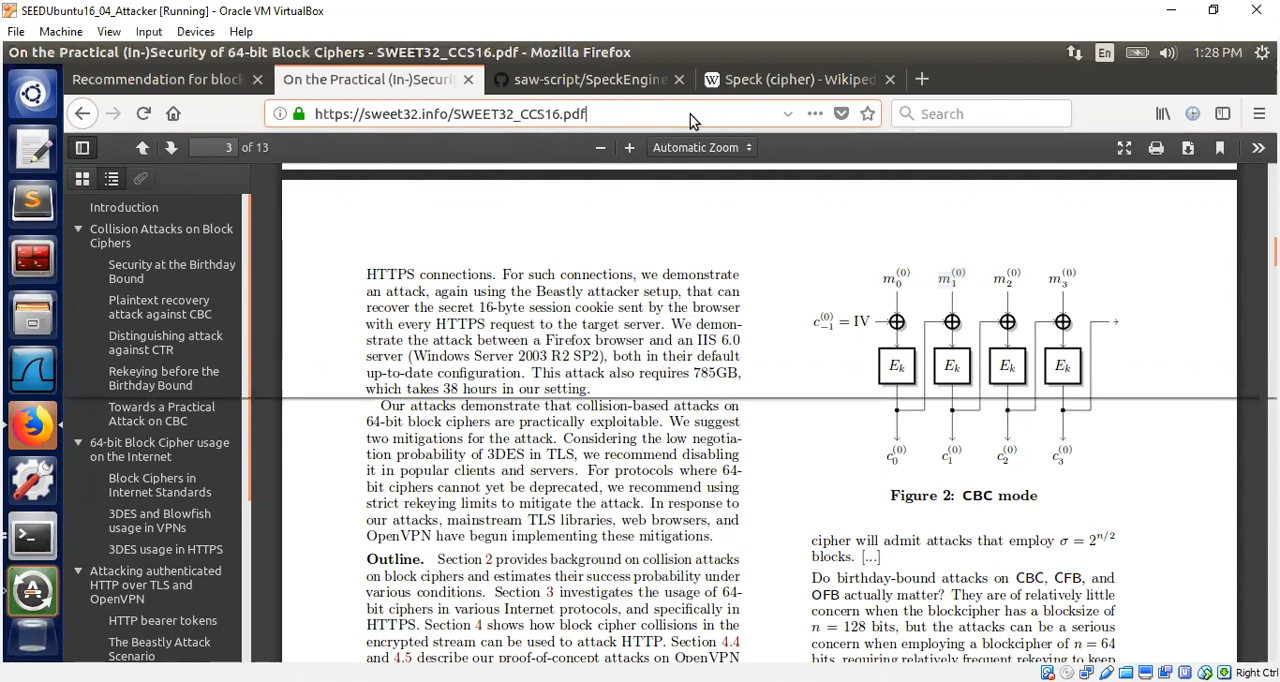 SEEDUbuntu16_04_Attacker [Running] - Oracle VM VirtualBox
File Machine View Input Devices Help
On the Practical (In-)Security of 64-bit Block Ciphers - SWEET32_CCS16.pdf - Mozilla Firefox
En
1:28 PM
Recommendation for block
On the Practical (In-)Securi
saw-script/SpeckEngine
Speck (cipher) - Wikiped
https://sweet32.info/SWEET32_CCS16.pdf
Search
3 of 13
Automatic Zoom
Introduction
Collision Attacks on Block
Ciphers
Security at the Birthday
Bound
Plaintext recovery
attack against CBC
Distinguishing attack
against CTR
Rekeying before the
Birthday Bound
Towards a Practical
Attack on CBC
64-bit Block Cipher usage
on the Internet
Block Ciphers in
Internet Standards
3DES and Blowfish
usage in VPNs
3DES usage in HTTPS
Attacking authenticated
HTTP over TLS and
OpenVPN
HTTP bearer tokens
The Beastly Attack
Scenario
HTTPS connections. For such connections, we demonstrate
an attack, again using the Beastly attacker setup, that can
recover the secret 16-byte session cookie sent by the browser
with every HTTPS request to the target server. We demon-
strate the attack between a Firefox browser and an IIS 6.0
server (Windows Server 2003 R2 SP2), both in their default
up-to-date configuration. This attack also requires 785GB,
which takes 38 hours in our setting.
Our attacks demonstrate that collision-based attacks on
64-bit block ciphers are practically exploitable. We suggest
two mitigations for the attack. Considering the low negotia-
tion probability of 3DES in TLS, we recommend disabling
it in popular clients and servers. For protocols where 64-
bit ciphers cannot yet be deprecated, we recommend using
strict rekeying limits to mitigate the attack. In response to
our attacks, mainstream TLS libraries, web browsers, and
OpenVPN have begun implementing these mitigations.
Outline. Section 2 provides background on collision attacks
on block ciphers and estimates their success probability under
various conditions. Section 3 investigates the usage of 64-
bit ciphers in various Internet protocols, and specifically in
HTTPS. Section 4 shows how block cipher collisions in the
encrypted stream can be used to attack HTTP. Section 4.4
and 4.5 describe our proof-of-concept attacks on OpenVPN
m₀⁽⁰⁾ m₁⁽⁰⁾ m₂⁽⁰⁾ m₃⁽⁰⁾
c₋₁⁽⁰⁾ = IV
Eₖ Eₖ Eₖ Eₖ
c₀⁽⁰⁾ c₁⁽⁰⁾ c₂⁽⁰⁾ c₃⁽⁰⁾
Figure 2: CBC mode
cipher will admit attacks that employ σ = 2^{n/2}
blocks. [...]
Do birthday-bound attacks on CBC, CFB, and
OFB actually matter? They are of relatively little
concern when the blockcipher has a blocksize of
n = 128 bits, but the attacks can be a serious
concern when employing a blockcipher of n = 64
bits, requiring relatively frequent rekeying to keep
Right Ctrl